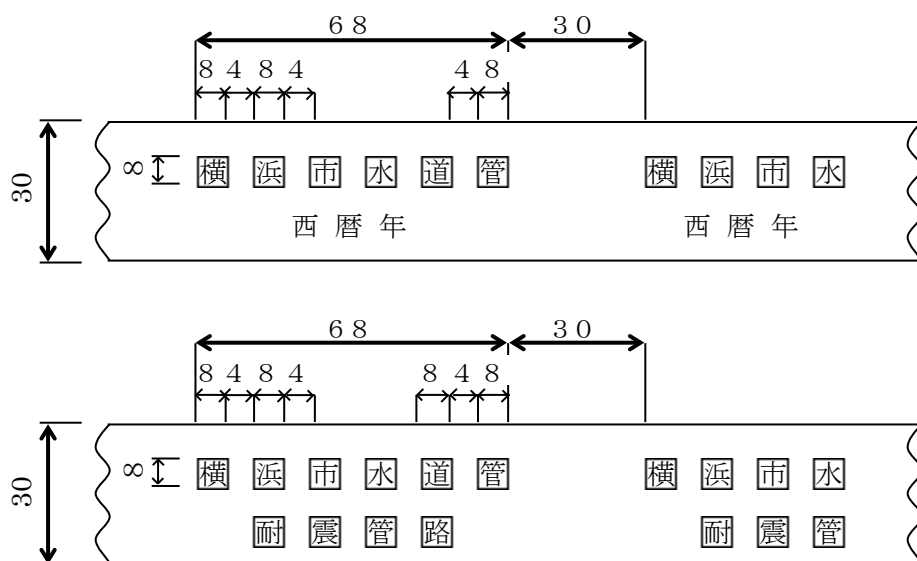 ６８ ３０
８ ４ ８ ４ ４ ８
30
８ 横浜市水道管 横浜市水
西暦年 西暦年
６８ ３０
８ ４ ８ ４ ８ ４ ８
30
８ 横浜市水道管 横浜市水
耐震管路 耐震管